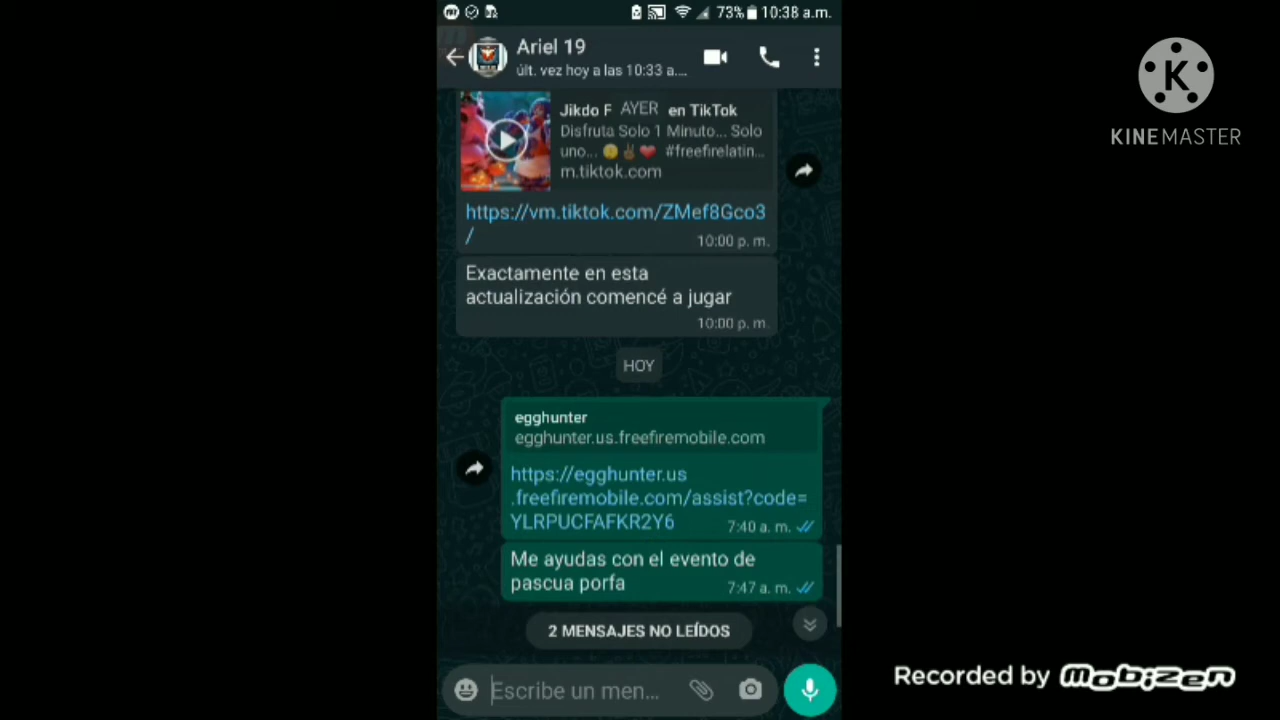 73% 10:38 a.m.
Ariel 19
últ. vez hoy a las 10:33 a....
K
KINEMASTER
AYER
Jikdo F en TikTok
Disfruta Solo 1 Minuto... Solo
uno... 🫡✌🏾❤️ #freefirelatin...
m.tiktok.com
https://vm.tiktok.com/ZMef8Gco3
/
10:00 p. m.
Exactamente en esta
actualización comencé a jugar
10:00 p. m.
HOY
egghunter
egghunter.us.freefiremobile.com
https://egghunter.us
.freefiremobile.com/assist?code=
YLRPUCFAFKR2Y6 7:40 a. m.
Me ayudas con el evento de
pascua porfa 7:47 a. m.
2 MENSAJES NO LEÍDOS
Escribe un men...
Recorded by Mobizen